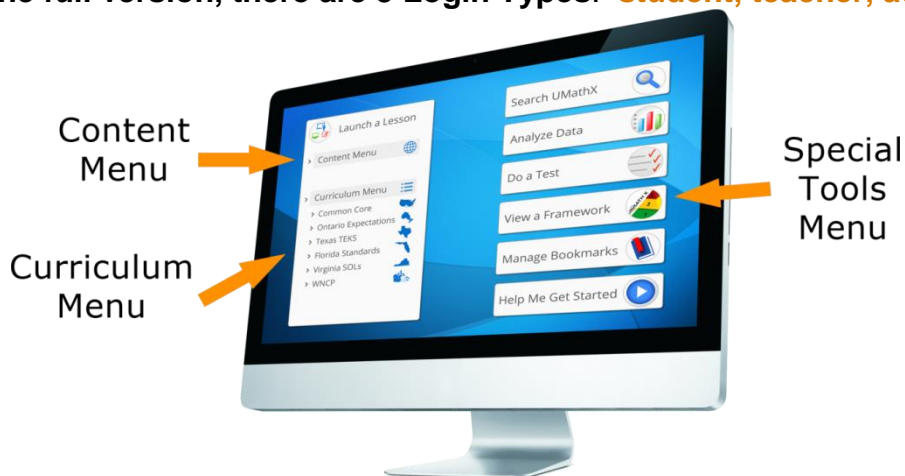 he full version, there are 3 Login Types: student, teacher,
Content
Menu
Curriculum
Menu
Launch a Lesson
> Content Menu
> Curriculum Menu
> Common Core
> Ontario Expectations
> Texas TEKS
> Florida Standards
> Virginia SOLs
> WNCP
Search UMathX
Analyze Data
Do a Test
View a Framework
Manage Bookmarks
Help Me Get Started
Special
Tools
Menu